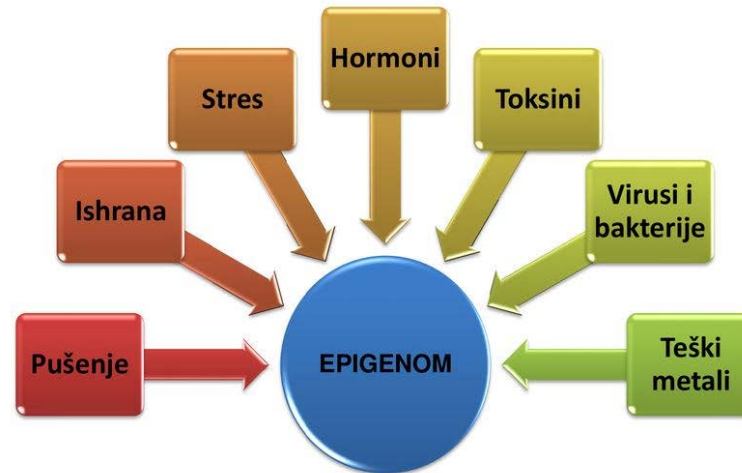 Hormoni
Stres
Toksini
Ishrana
Virusi i
bakterije
Pušenje
EPIGENOM
Teški
metali